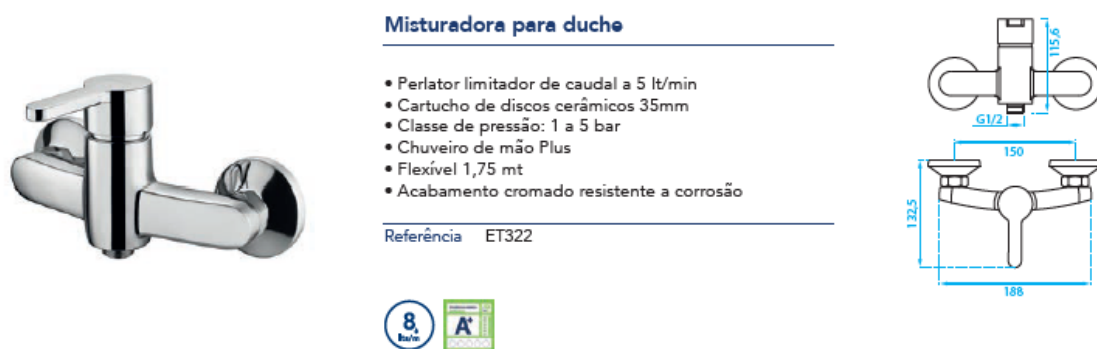 Misturadora para duche
• Perlator limitador de caudal a 5 lt/min
• Cartucho de discos cerâmicos 35mm
• Classe de pressão: 1 a 5 bar
• Chuveiro de mão Plus
• Flexível 1,75 mt
• Acabamento cromado resistente a corrosão
Referência ET322
8
A+
115,6
G1/2
150
132,5
188